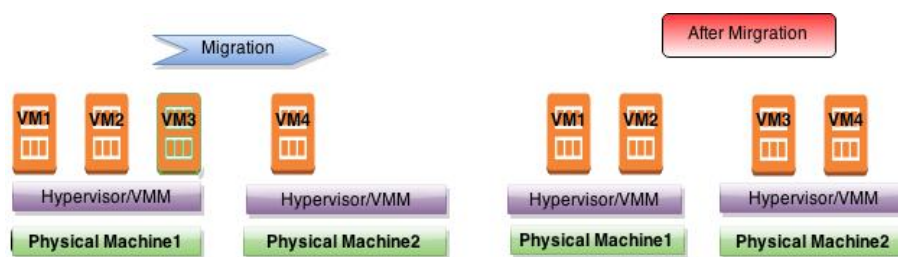 Migration
After Mirgration
VM1 VM2 VM3 VM4 VM1 VM2 VM3 VM4
Hypervisor/VMM Hypervisor/VMM Hypervisor/VMM Hypervisor/VMM
Physical Machine1 Physical Machine2 Physical Machine1 Physical Machine2